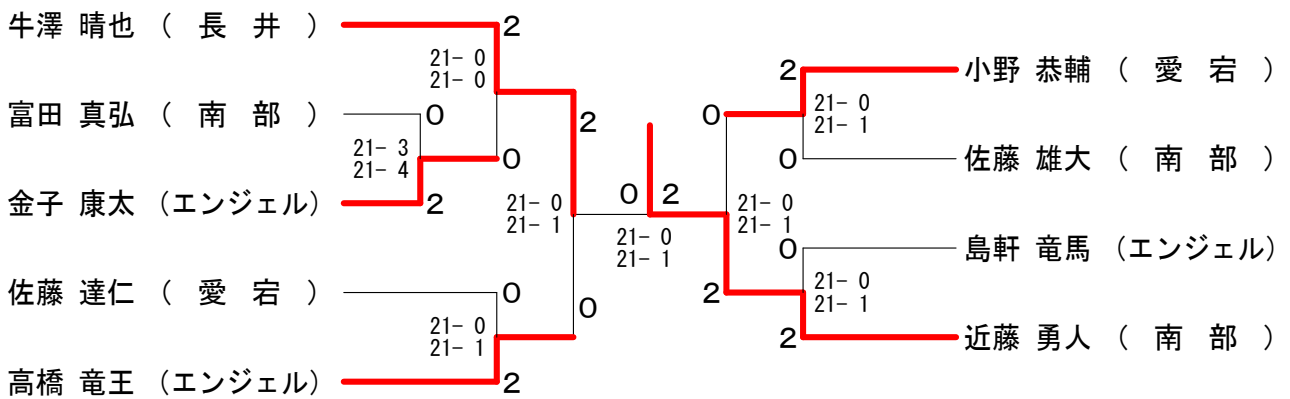 牛澤 晴也 （ 長 井 ） 2
21- 0
21- 0
富田 真弘 （ 南 部 ） 0
21- 3
21- 4
0
金子 康太 （エンジェル） 2
2
21- 0
21- 1
佐藤 達仁 （ 愛 宕 ） 0
21- 0
21- 1
0
高橋 竜王 （エンジェル） 2
0 2
21- 0
21- 1
2 小野 恭輔 （ 愛 宕 ）
21- 0
21- 1
0
0 佐藤 雄大 （ 南 部 ）
21- 0
21- 1
0 島軒 竜馬 （エンジェル）
21- 0
21- 1
2
2 近藤 勇人 （ 南 部 ）